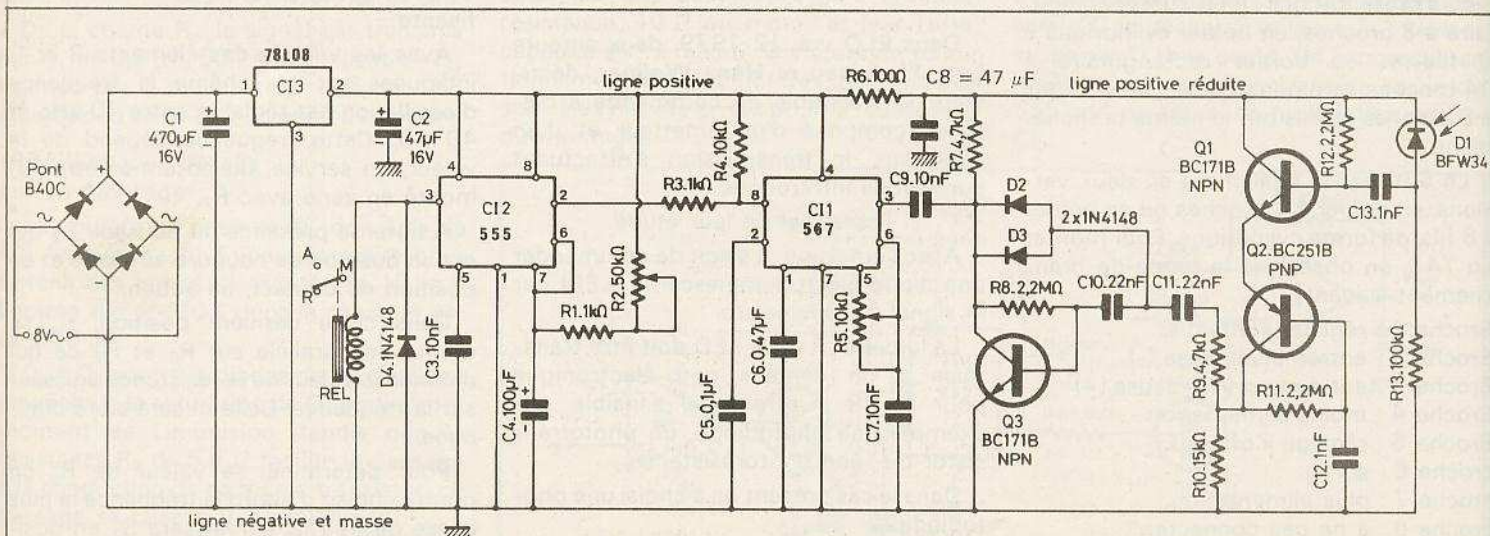 78L08
1
CI3
2
3
C1
470µF
16V
C2
47µF
16V
Pont
B40C
8V~
ligne négative et masse
ligne positive
A
M
R
REL
D4.1N4148
C3.10nF
4
8
3
2
CI2
555
6
5
1
7
R1.1kΩ
C4.100µF
R2.50kΩ
R4.10kΩ
R3.1kΩ
4
8
3
CI1
567
2
6
1
7
5
C5.0,1µF
C6.0,47µF
R5.10kΩ
C7.10nF
R6.100Ω
C8 = 47 µF
ligne positive réduite
R7.4,7kΩ
C9.10nF
D2
D3
2x1N4148
R8.2,2MΩ
C10.22nF
C11.22nF
Q3
BC171B
NPN
R9.4,7kΩ
R10.15kΩ
R11.2,2MΩ
C12.1nF
Q1
BC171B
NPN
R12.2,2MΩ
C13.1nF
Q2.BC251B
PNP
D1
BFW34
R13.100kΩ